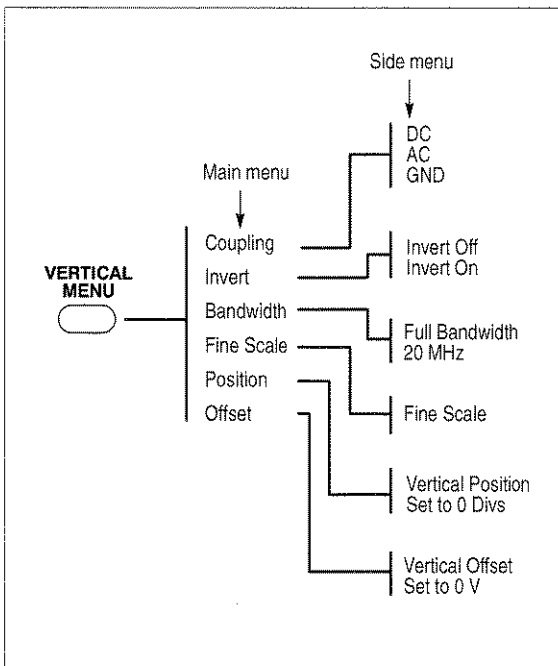 Side menu
DC
AC
GND
Main menu
Coupling
Invert
Bandwidth
Fine Scale
Position
Offset
VERTICAL
MENU
Invert Off
Invert On
Full Bandwidth
20 MHz
Fine Scale
Vertical Position
Set to 0 Divs
Vertical Offset
Set to 0 V